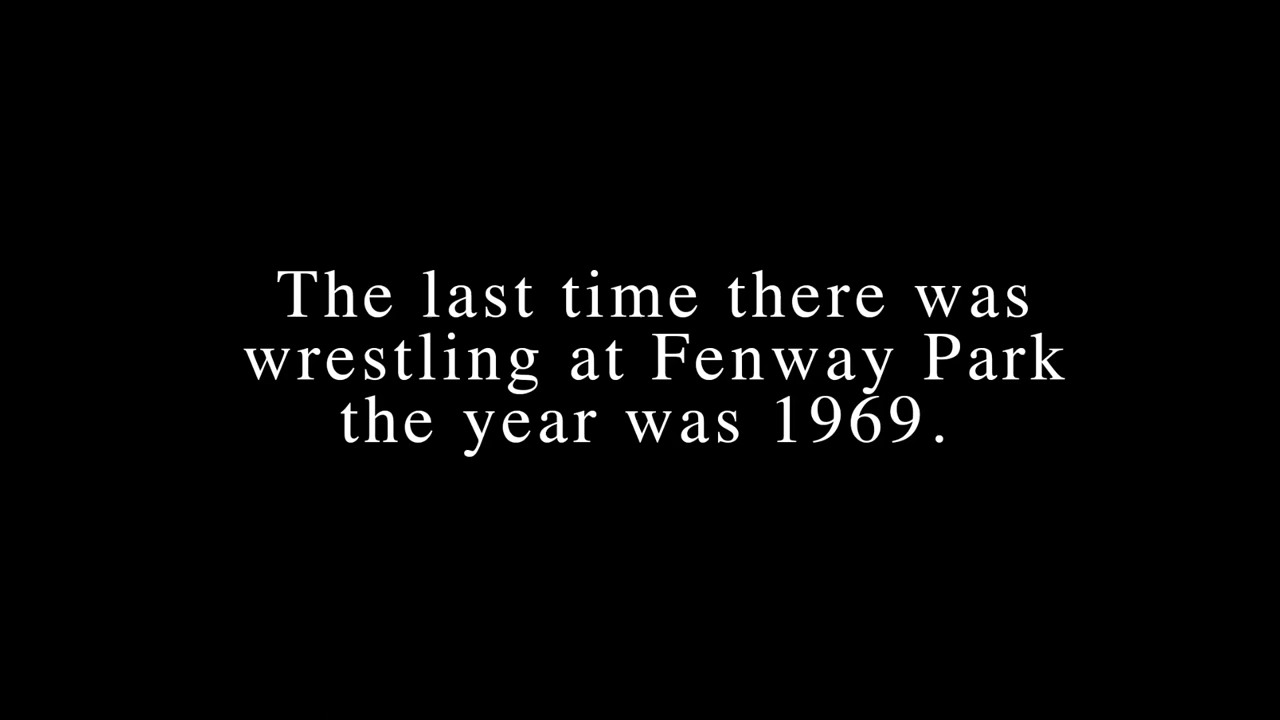 The last time there was
wrestling at Fenway Park
the year was 1969.